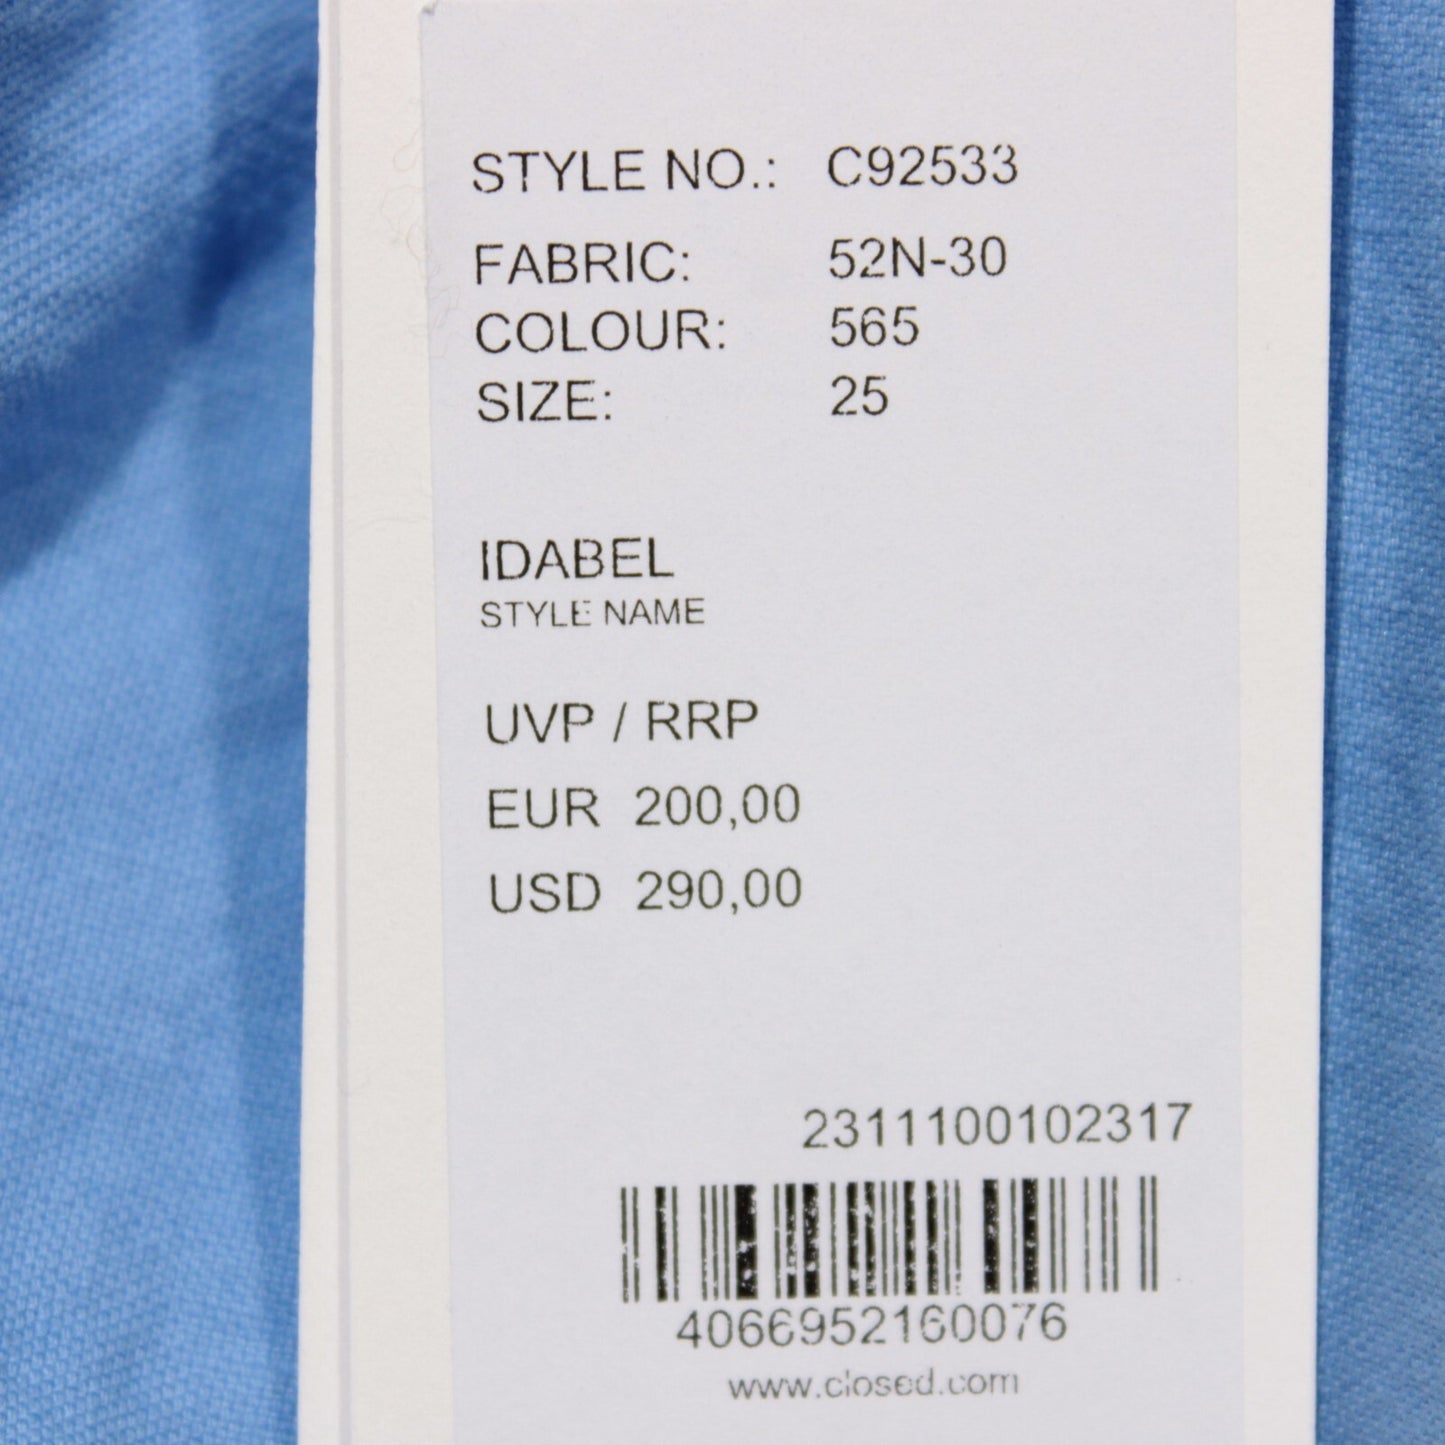 STYLE NO.: C92533
FABRIC: 52N-30
COLOUR: 565
SIZE: 25
IDABEL
STYLE NAME
UVP / RRP
EUR 200,00
USD 290,00
2311100102317
4066952160076
www.closed.com